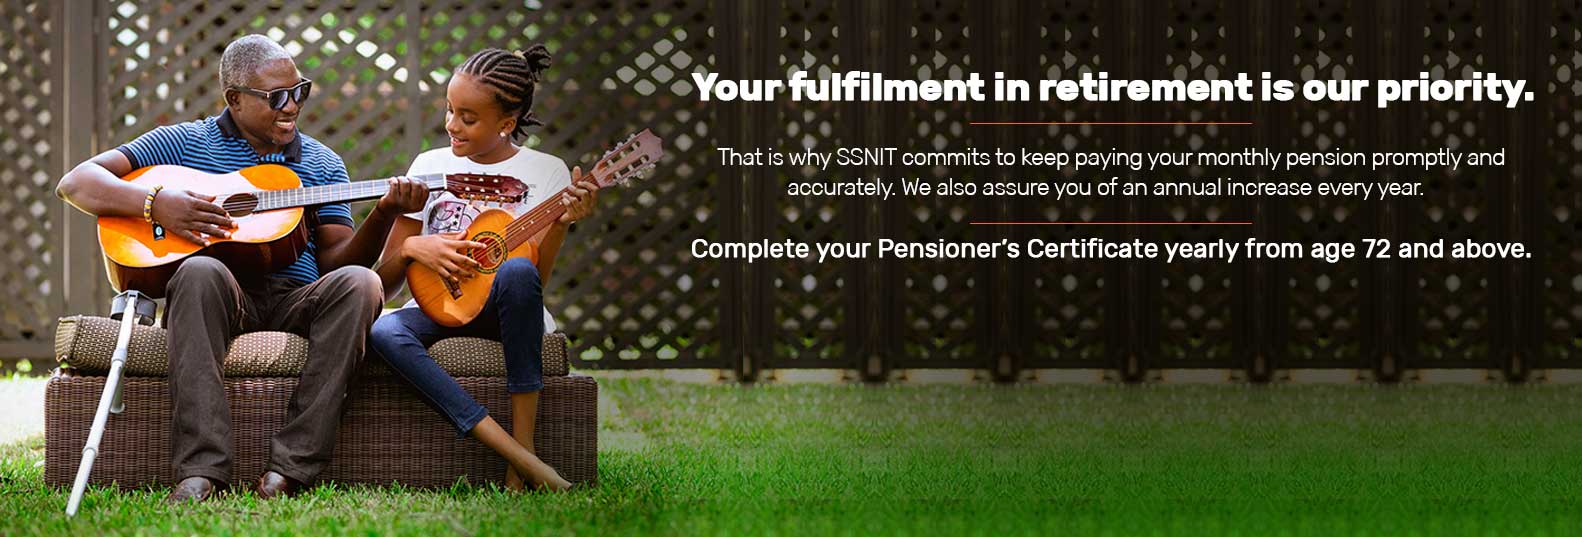 Your fulfilment in retirement is our priority.
That is why SSNIT commits to keep paying your monthly pension promptly and
accurately. We also assure you of an annual increase every year.
Complete your Pensioner's Certificate yearly from age 72 and above.